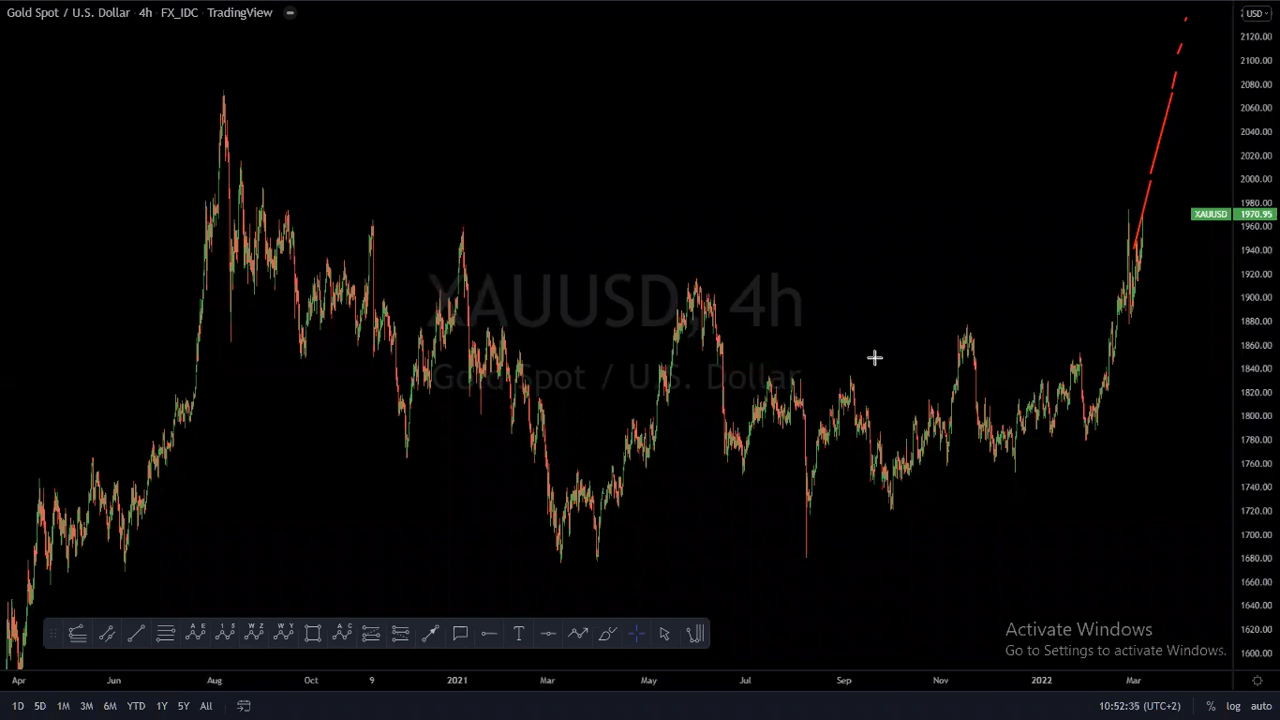 Gold Spot / U.S. Dollar · 4h · FX_IDC · TradingView
USD
2120.00
2100.00
2080.00
2060.00
2040.00
2020.00
2000.00
1980.00
XAUUSD 1970.95
1960.00
1940.00
1920.00
1900.00
1880.00
1860.00
1840.00
1820.00
1800.00
1780.00
1760.00
1740.00
1720.00
1700.00
1680.00
1660.00
1640.00
1620.00
1600.00
XAUUSD, 4h
Gold Spot / U.S. Dollar
A E
1 5
W Z
W Y
A C
T
Activate Windows
Go to Settings to activate Windows.
Apr Jun Aug Oct 9 2021 Mar May Jul Sep Nov 2022 Mar
1D 5D 1M 3M 6M YTD 1Y 5Y All 10:52:35 (UTC+2) % log auto